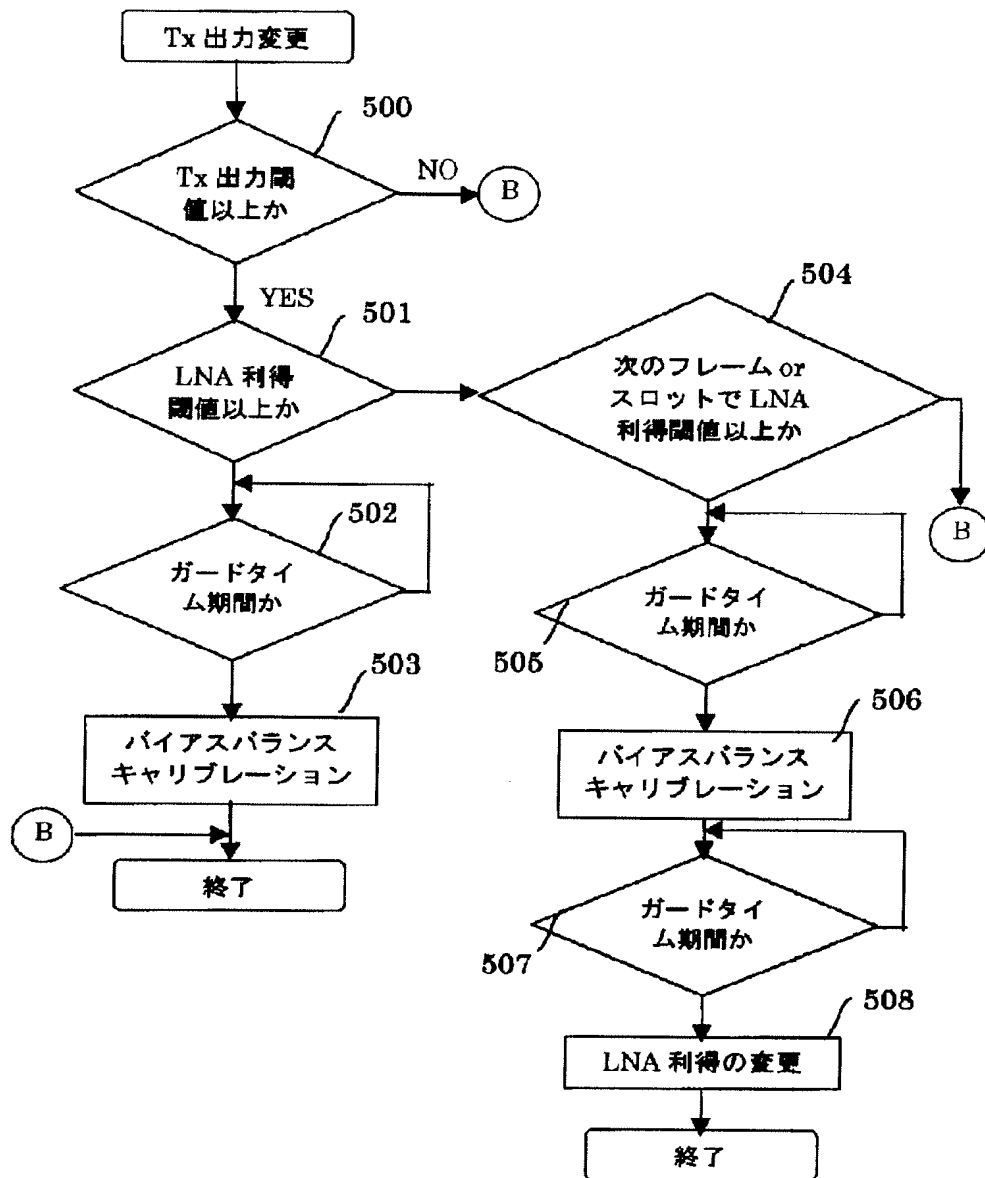 Tx 出力変更
500
Tx 出力閾
値以上か
NO
B
YES
501
LNA 利得
閾値以上か
504
次のフレーム or
スロットで LNA
利得閾値以上か
B
502
ガードタイ
ム期間か
503
バイアスバランス
キャリブレーション
B
終了
505
ガードタイ
ム期間か
506
バイアスバランス
キャリブレーション
507
ガードタイ
ム期間か
508
LNA 利得の変更
終了